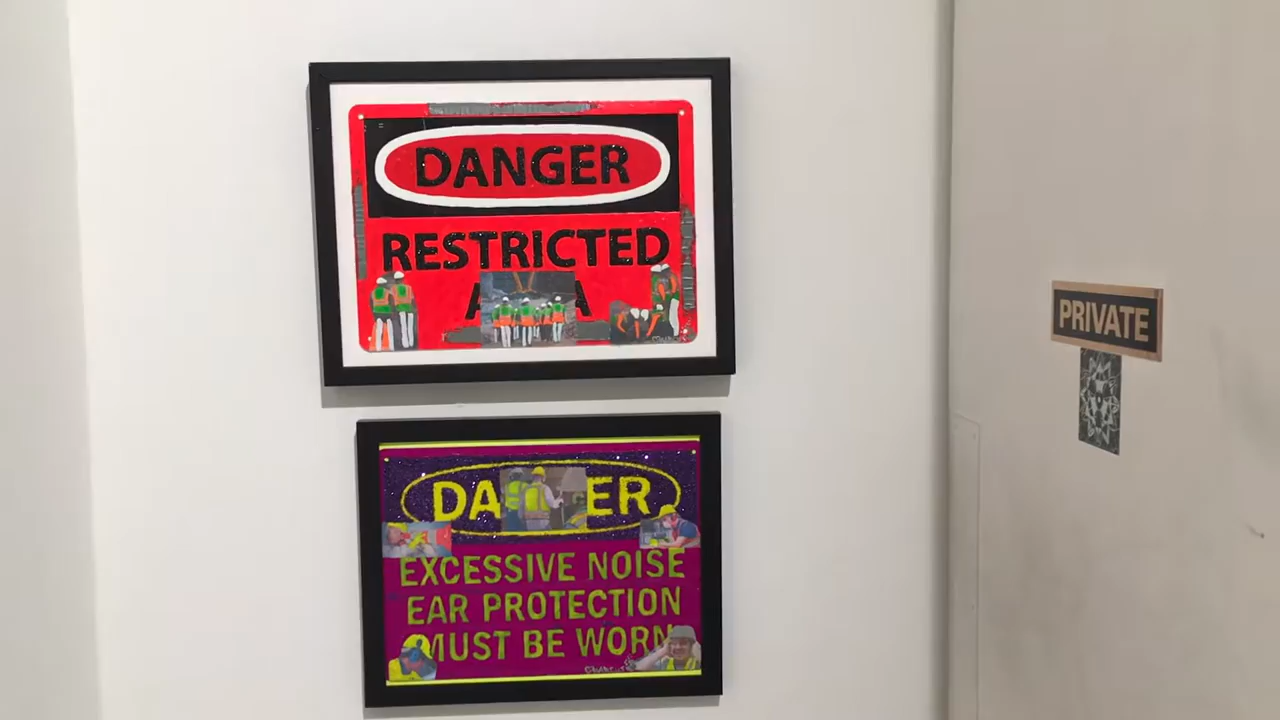 DANGER
RESTRICTED
A A
PRIVATE
DA ER
EXCESSIVE NOISE
EAR PROTECTION
MUST BE WORN